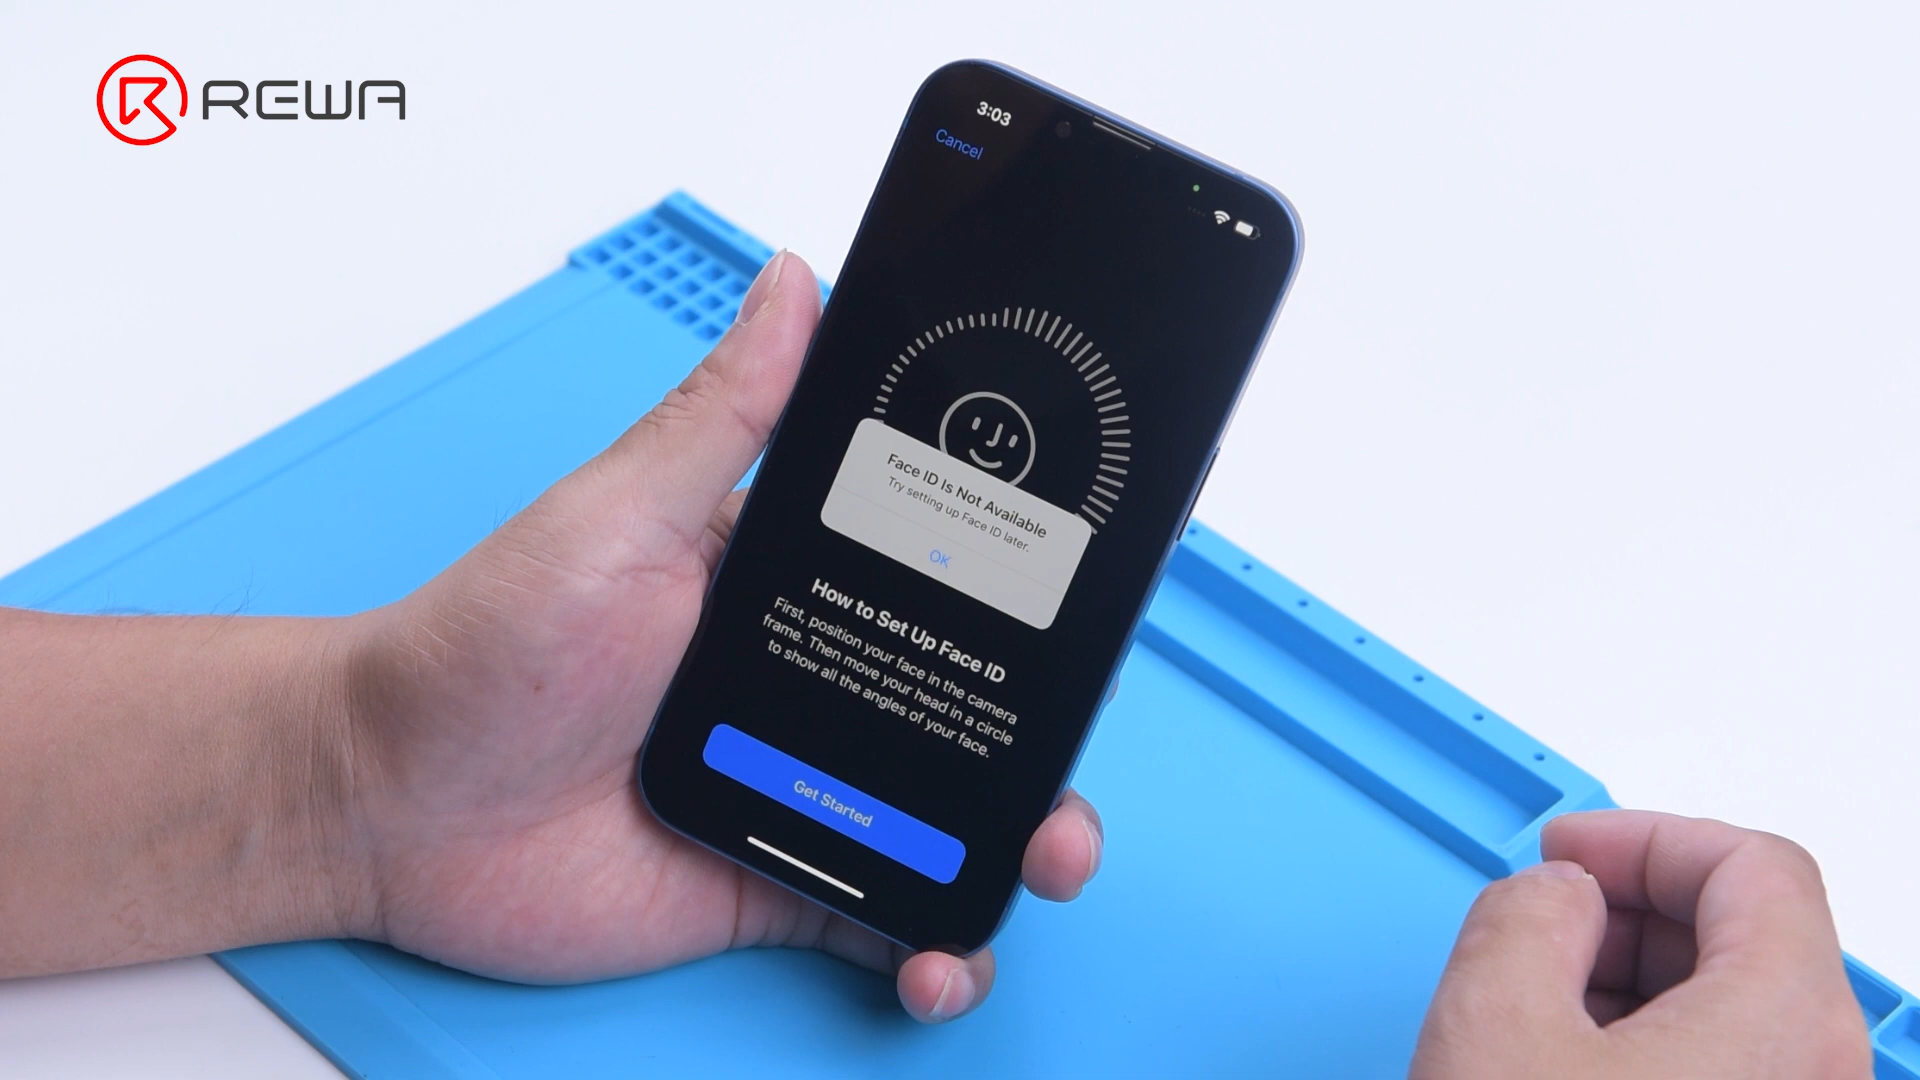 REWA
3:03
Cancel
Face ID Is Not Available
Try setting up Face ID later.
OK
How to Set Up Face ID
First, position your face in the camera
frame. Then move your head in a circle
to show all the angles of your face.
Get Started